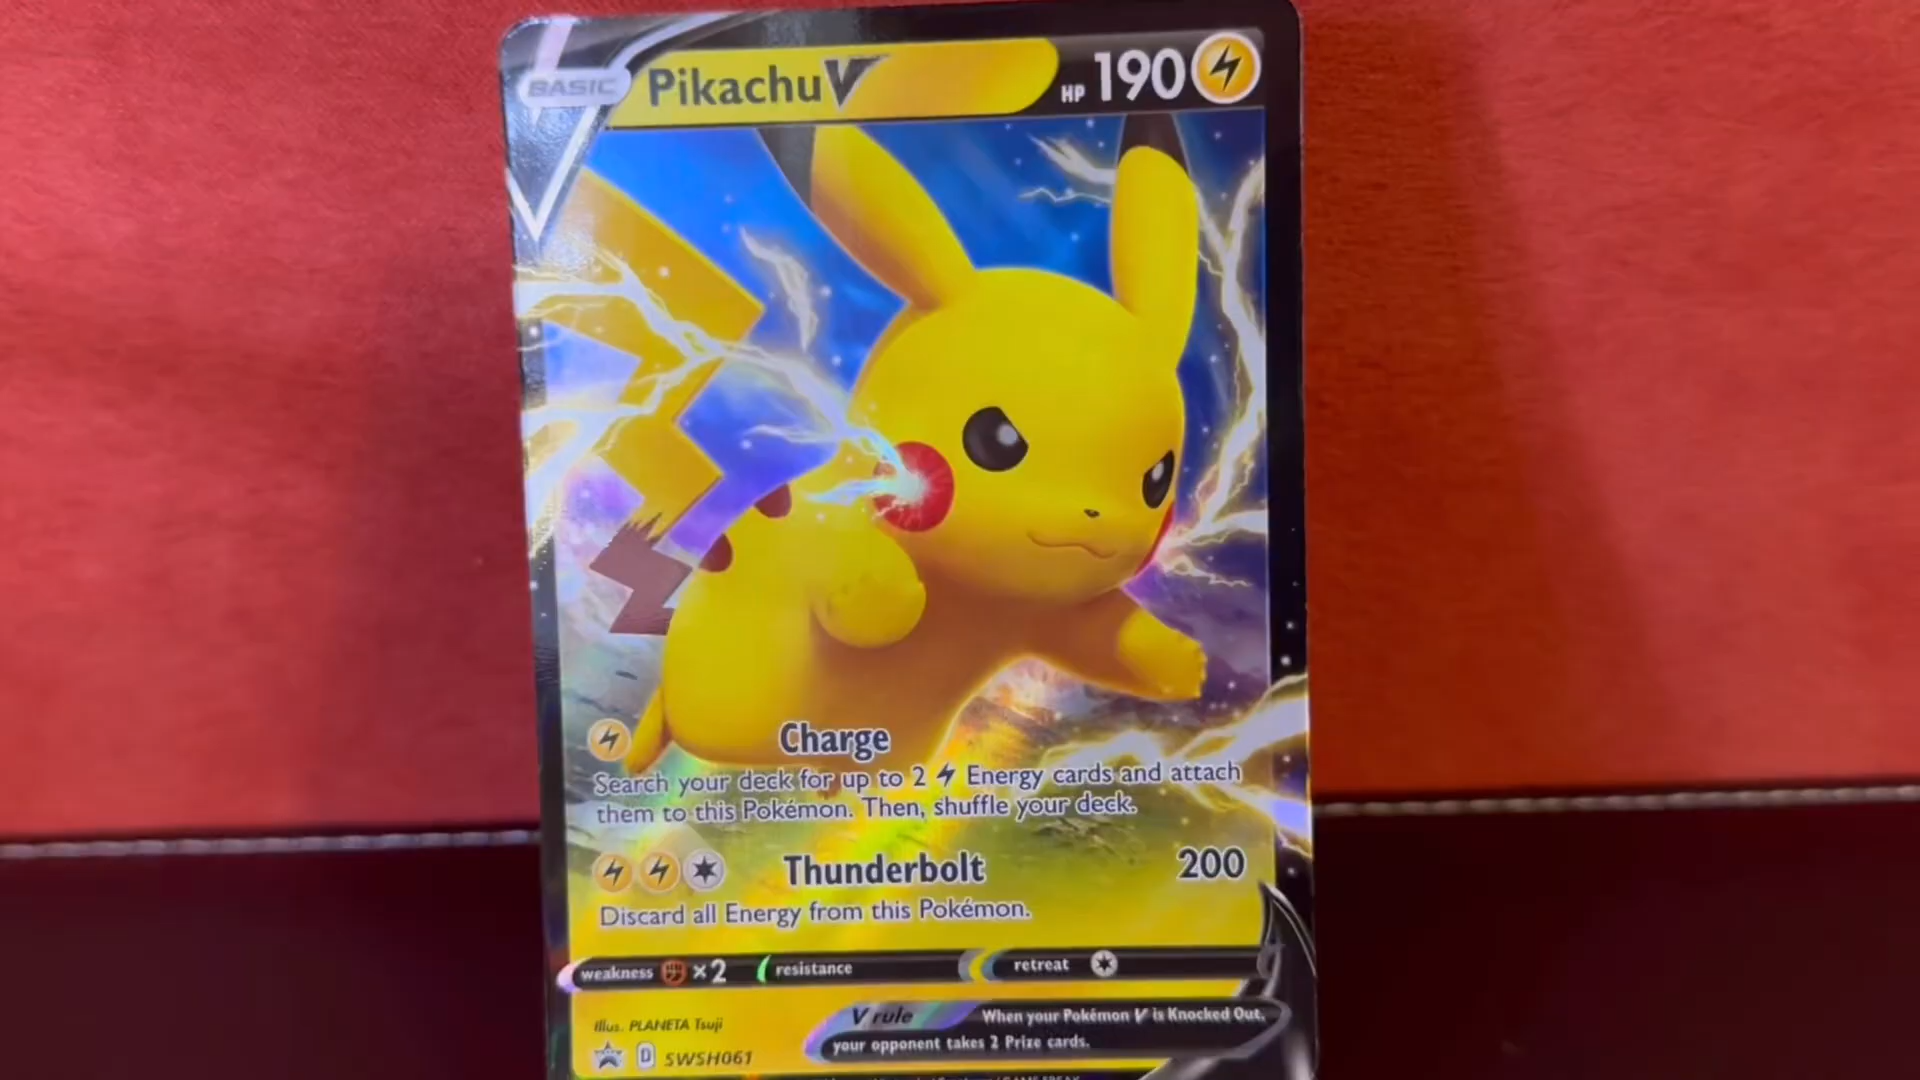 BASIC PikachuV HP 190
Charge
Search your deck for up to 2 Energy cards and attach
them to this Pokémon. Then, shuffle your deck.
Thunderbolt 200
Discard all Energy from this Pokémon.
weakness ×2 resistance retreat
Illus. PLANETA Tsuji
V rule When your Pokémon V is Knocked Out,
your opponent takes 2 Prize cards.
D SWSH061